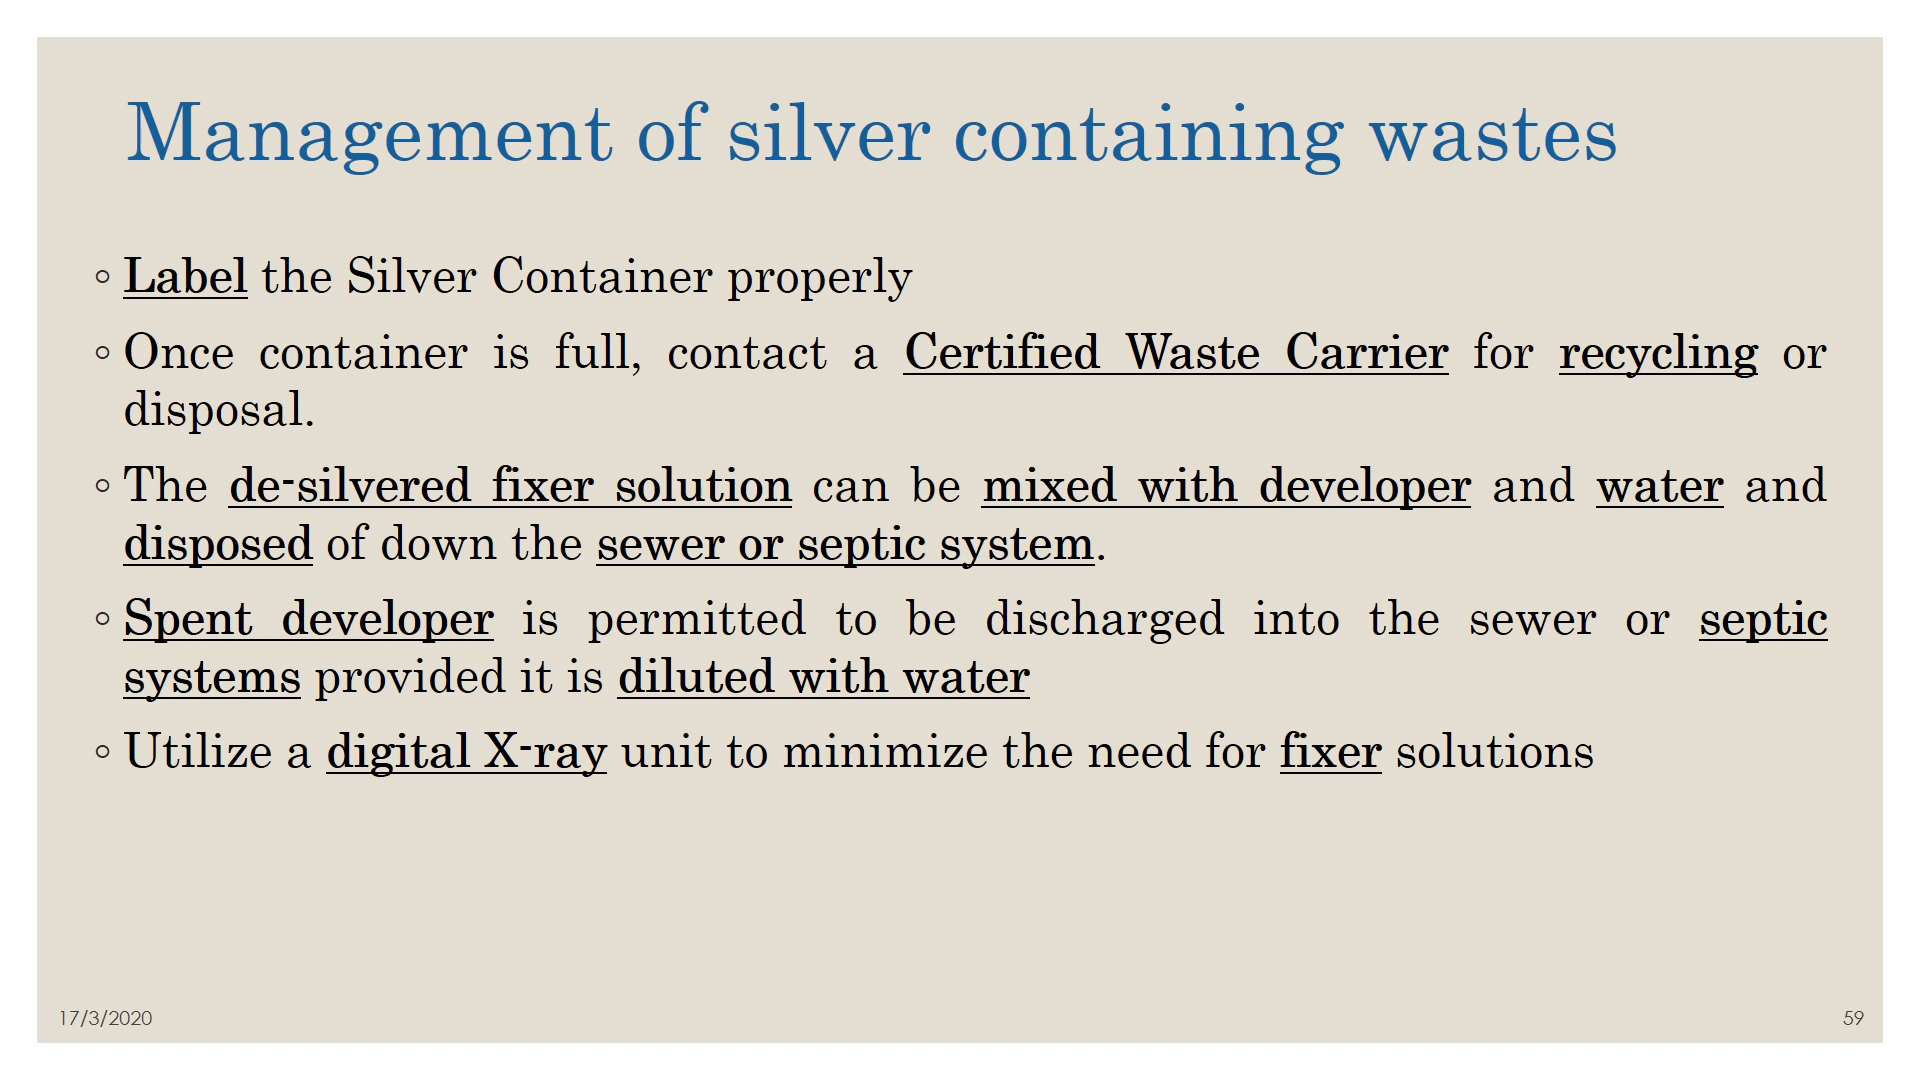 Management of silver containing wastes
◦ Label the Silver Container properly
◦ Once container is full, contact a Certified Waste Carrier for recycling or
disposal.
◦ The de-silvered fixer solution can be mixed with developer and water and
disposed of down the sewer or septic system.
◦ Spent developer is permitted to be discharged into the sewer or septic
systems provided it is diluted with water
◦ Utilize a digital X-ray unit to minimize the need for fixer solutions
17/3/2020
59